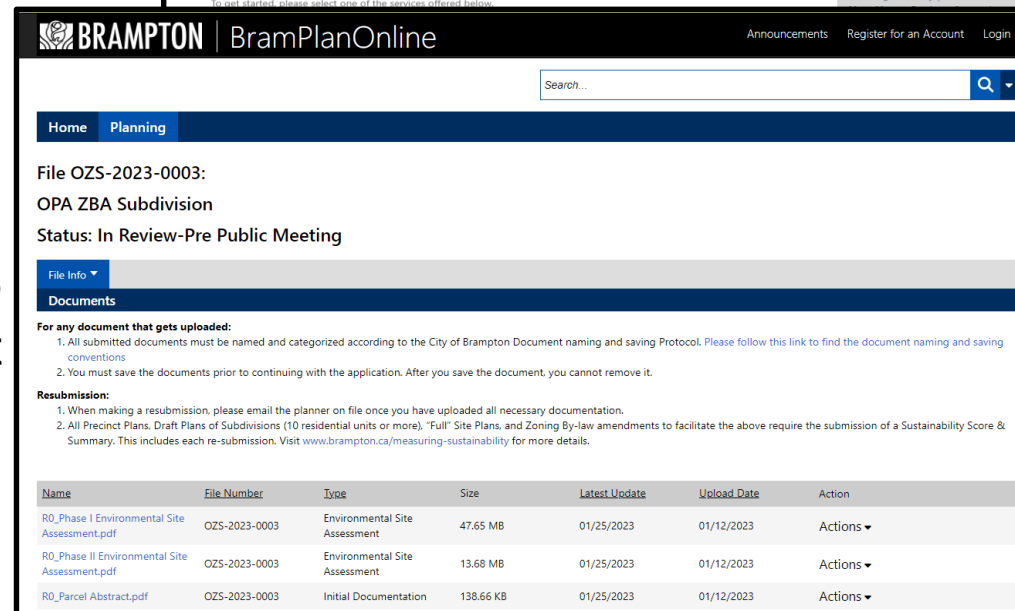 To get started, please select one of the services offered below.
BRAMPTON | BramPlanOnline
Announcements Register for an Account Login
Search...
Home Planning
File OZS-2023-0003:
OPA ZBA Subdivision
Status: In Review-Pre Public Meeting
File Info
Documents
For any document that gets uploaded:
1. All submitted documents must be named and categorized according to the City of Brampton Document naming and saving Protocol. Please follow this link to find the document naming and saving
conventions
2. You must save the documents prior to continuing with the application. After you save the document, you cannot remove it.
Resubmission:
1. When making a resubmission, please email the planner on file once you have uploaded all necessary documentation.
2. All Precinct Plans, Draft Plans of Subdivisions (10 residential units or more), "Full" Site Plans, and Zoning By-law amendments to facilitate the above require the submission of a Sustainability Score &
Summary. This includes each re-submission. Visit www.brampton.ca/measuring-sustainability for more details.
Name File Number Type Size Latest Update Upload Date Action
R0_Phase I Environmental Site
Assessment.pdf
OZS-2023-0003
Environmental Site
Assessment
47.65 MB 01/25/2023 01/12/2023 Actions
R0_Phase II Environmental Site
Assessment.pdf
OZS-2023-0003
Environmental Site
Assessment
13.68 MB 01/25/2023 01/12/2023 Actions
R0_Parcel Abstract.pdf OZS-2023-0003 Initial Documentation 138.66 KB 01/25/2023 01/12/2023 Actions